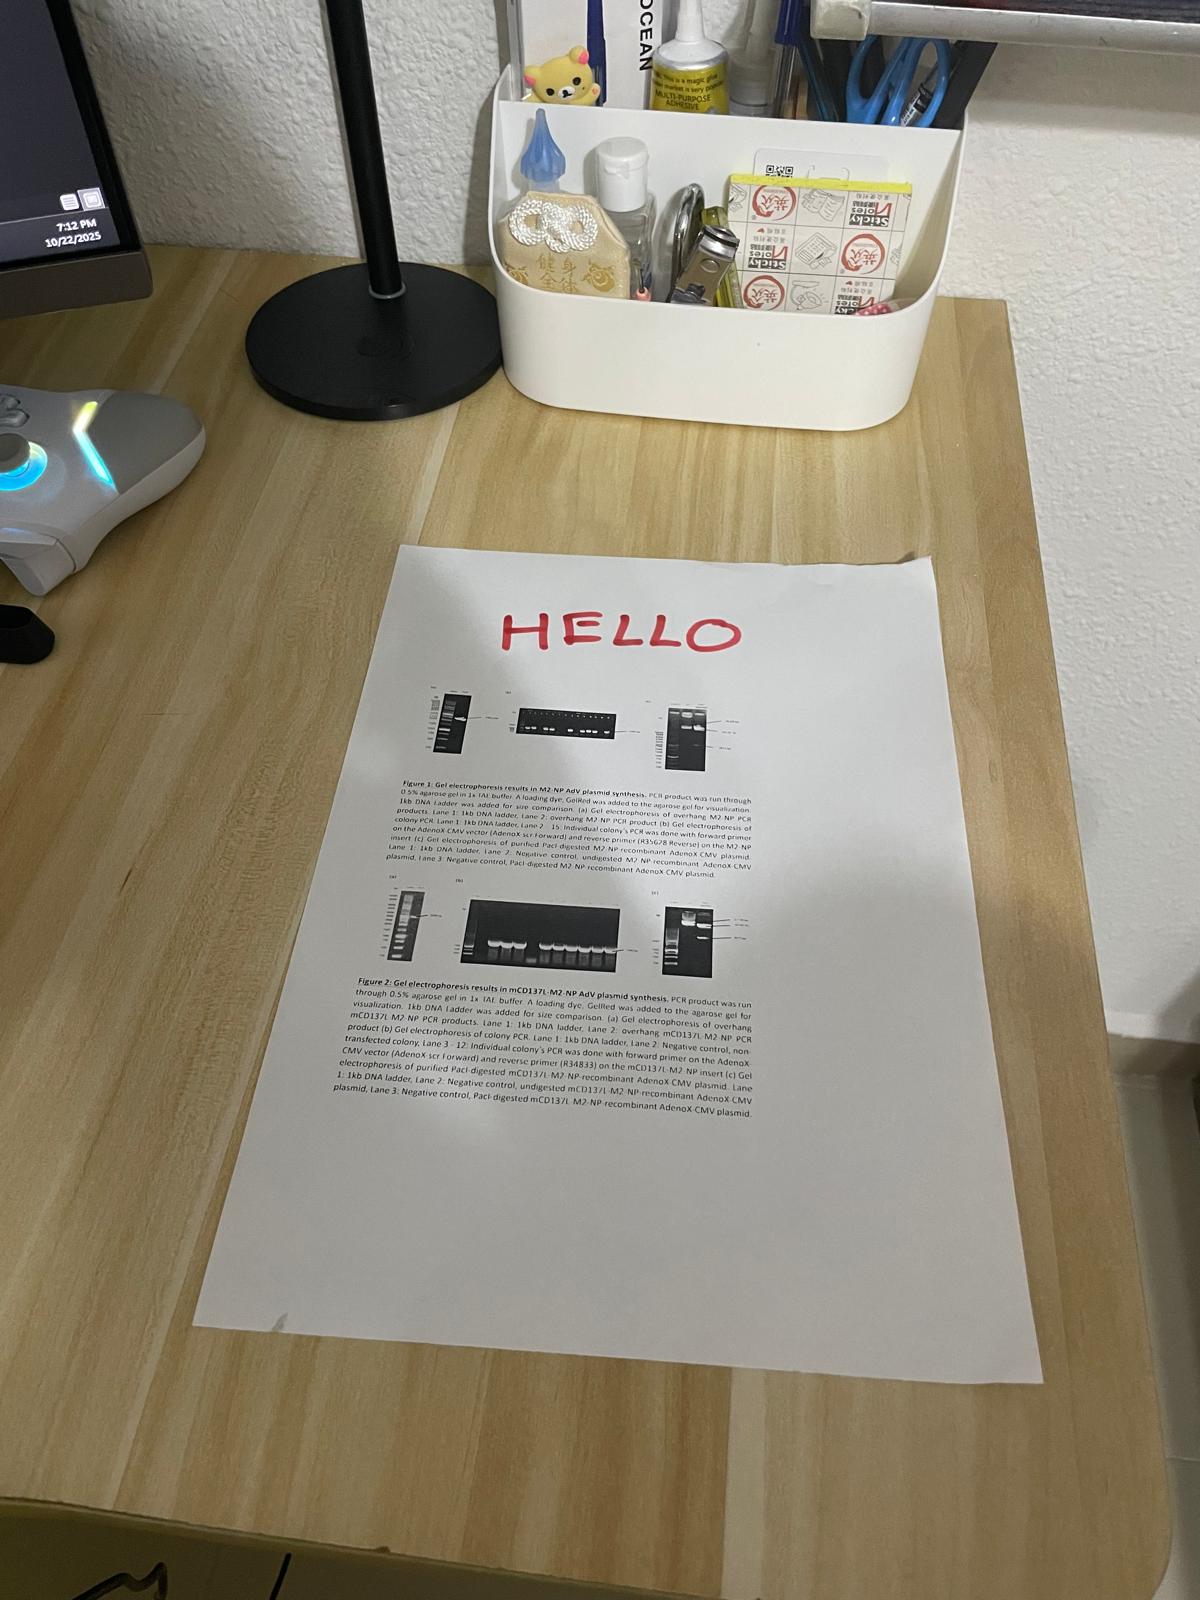 OCEAN
This is a magic glue
market is very popular
MULTI-PURPOSE
ADHESIVE
Sticky
Notes
英众
健身
全体
7:12 PM
10/22/2025
HELLO
(a)
(b)
(c)
Figure 1: Gel electrophoresis results in M2-NP AdV plasmid synthesis. PCR product was run through
0.5% agarose gel in 1x TAE buffer. A loading dye, GelRed was added to the agarose gel for visualization.
1kb DNA Ladder was added for size comparison. (a) Gel electrophoresis of overhang M2-NP PCR
products. Lane 1: 1kb DNA ladder, Lane 2: overhang M2-NP PCR product (b) Gel electrophoresis of
colony PCR. Lane 1: 1kb DNA ladder, Lane 2 - 15: Individual colony's PCR was done with forward primer
on the AdenoX-CMV vector (AdenoX-scr Forward) and reverse primer (R35678 Reverse) on the M2-NP
insert (c) Gel electrophoresis of purified PacI-digested M2-NP-recombinant AdenoX-CMV plasmid.
Lane 1: 1kb DNA ladder, Lane 2: Negative control, undigested M2-NP-recombinant AdenoX-CMV
plasmid, Lane 3: Negative control, PacI-digested M2-NP-recombinant AdenoX-CMV plasmid.
(a)
(b)
(c)
Figure 2: Gel electrophoresis results in mCD137L-M2-NP AdV plasmid synthesis. PCR product was run
through 0.5% agarose gel in 1x TAE buffer. A loading dye, GelRed was added to the agarose gel for
visualization. 1kb DNA Ladder was added for size comparison. (a) Gel electrophoresis of overhang
mCD137L-M2-NP PCR products. Lane 1: 1kb DNA ladder, Lane 2: overhang mCD137L-M2-NP PCR
product (b) Gel electrophoresis of colony PCR. Lane 1: 1kb DNA ladder, Lane 2: Negative control, non-
transfected colony, Lane 3 - 12: Individual colony's PCR was done with forward primer on the AdenoX-
CMV vector (AdenoX-scr Forward) and reverse primer (R34833) on the mCD137L-M2-NP insert (c) Gel
electrophoresis of purified PacI-digested mCD137L-M2-NP-recombinant AdenoX-CMV plasmid. Lane
1: 1kb DNA ladder, Lane 2: Negative control, undigested mCD137L-M2-NP-recombinant AdenoX-CMV
plasmid, Lane 3: Negative control, PacI-digested mCD137L-M2-NP-recombinant AdenoX-CMV plasmid.